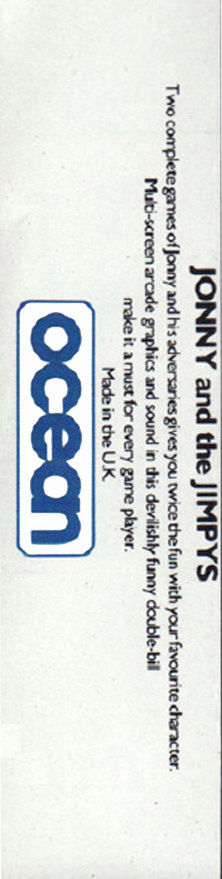 JONNY and the JIMPYS
Two complete games of Jonny and his adversaries gives you twice the fun with your favourite character.
Multi-screen arcade graphics and sound in this devilishly funny double-bill
make it a must for every game player.
Made in the U.K.
ocean